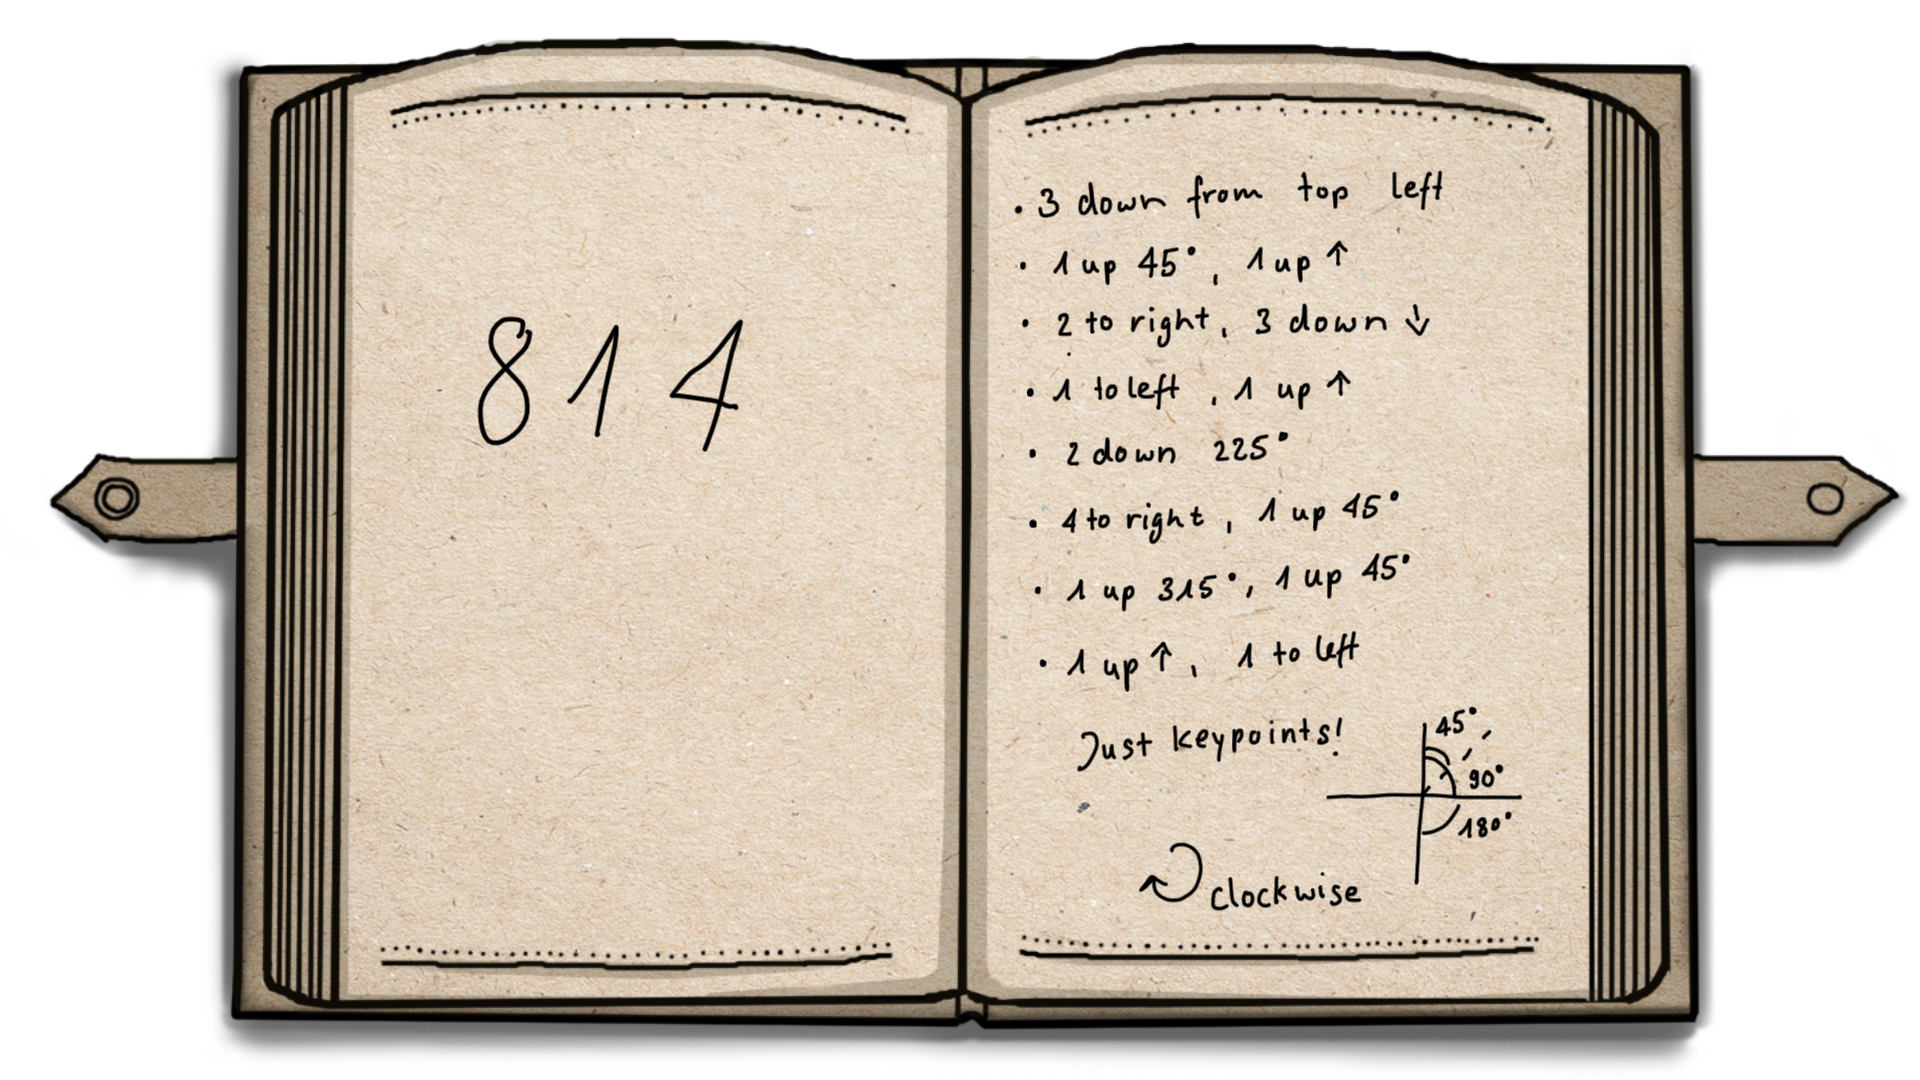 814
• 3 down from top left
• 1 up 45°, 1 up ↑
• 2 to right, 3 down ↓
• 1 to left, 1 up ↑
• 2 down 225°
• 4 to right, 1 up 45°
• 1 up 315°, 1 up 45°
• 1 up ↑, 1 to left
Just keypoints!
45°
90°
180°
clockwise